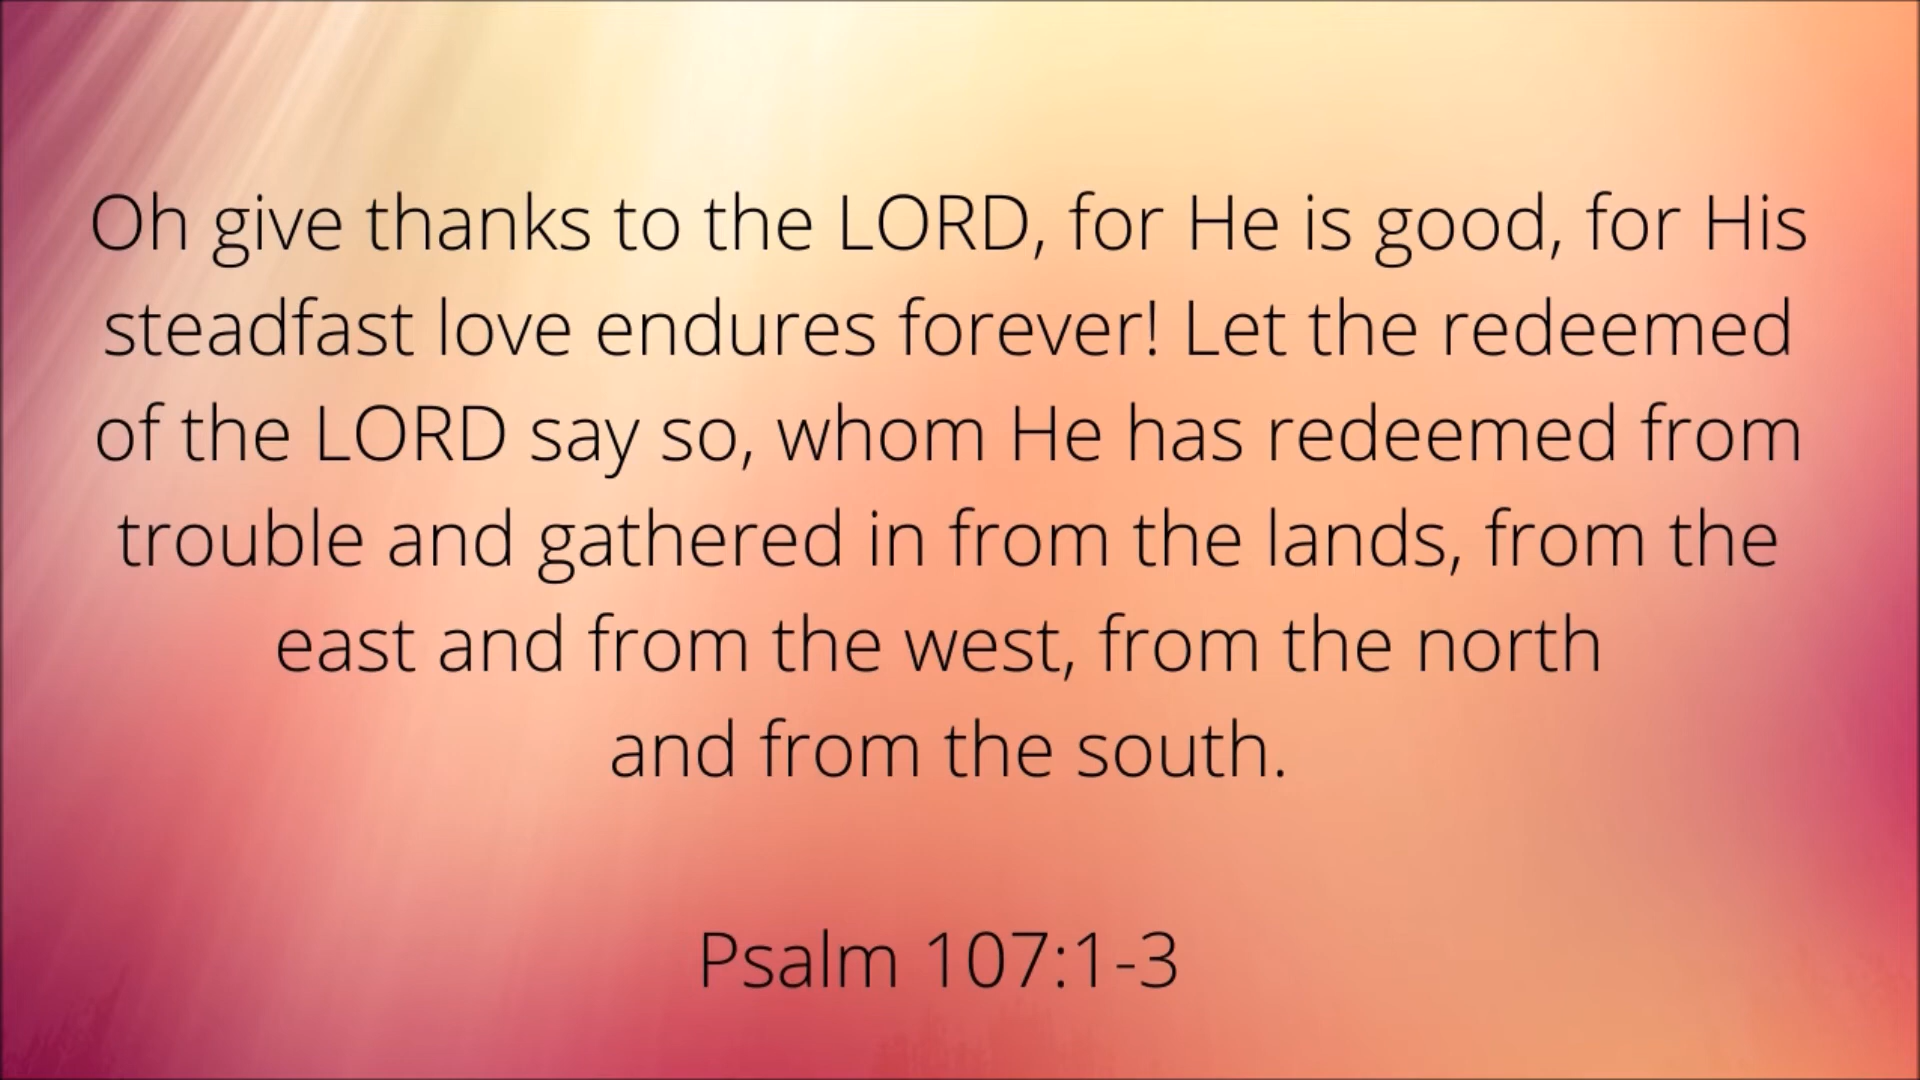 Oh give thanks to the LORD, for He is good, for His
steadfast love endures forever! Let the redeemed
of the LORD say so, whom He has redeemed from
trouble and gathered in from the lands, from the
east and from the west, from the north
and from the south.
Psalm 107:1-3